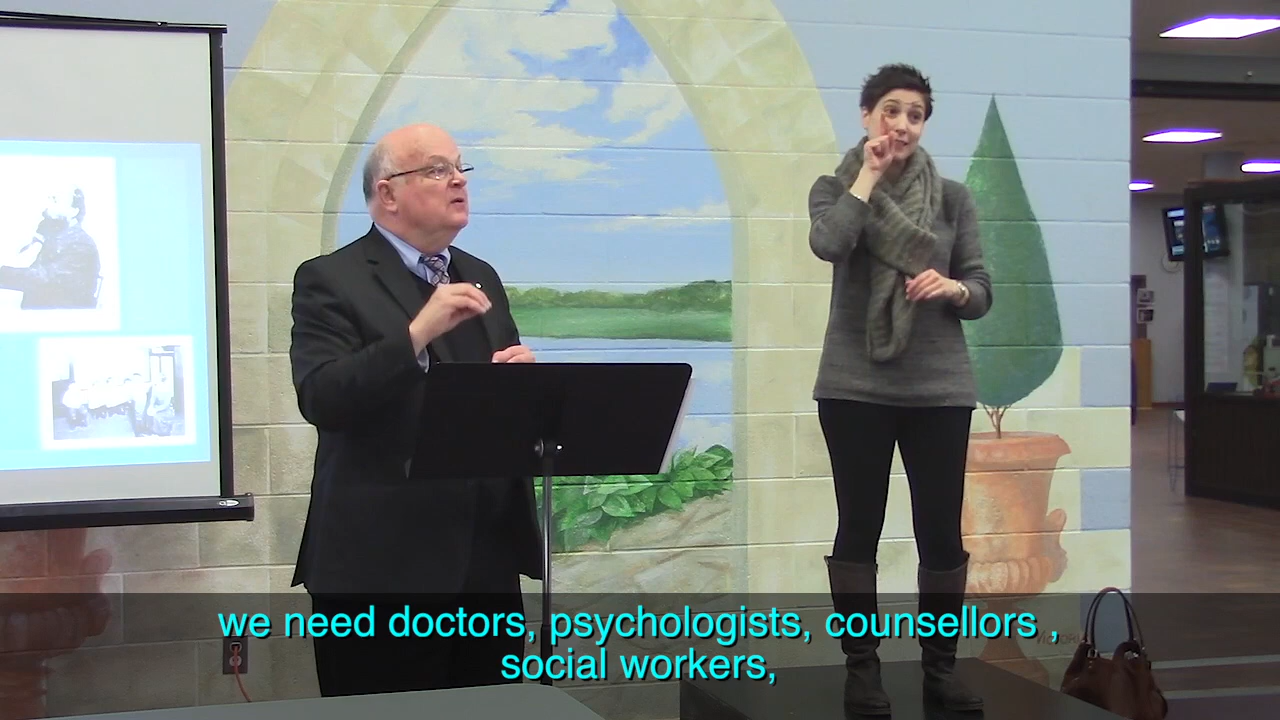 we need doctors, psychologists, counsellors ,
social workers,